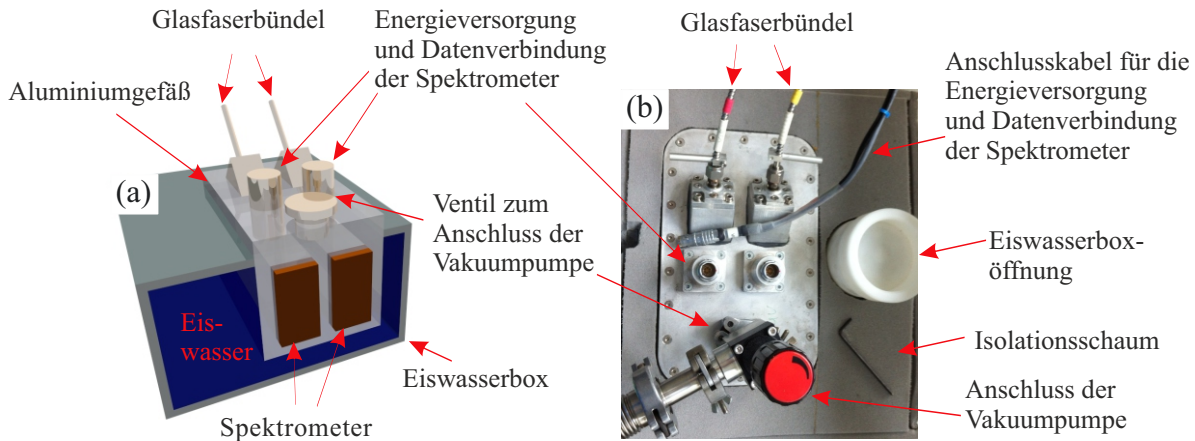 Glasfaserbündel
Energieversorgung
und Datenverbindung
der Spektrometer
Aluminiumgefäß
(a)
Ventil zum
Anschluss der
Vakuumpumpe
Eis-
wasser
Eiswasserbox
Spektrometer
Glasfaserbündel
(b)
Anschlusskabel für die
Energieversorgung
und Datenverbindung
der Spektrometer
Eiswasserbox-
öffnung
Isolationsschaum
Anschluss der
Vakuumpumpe